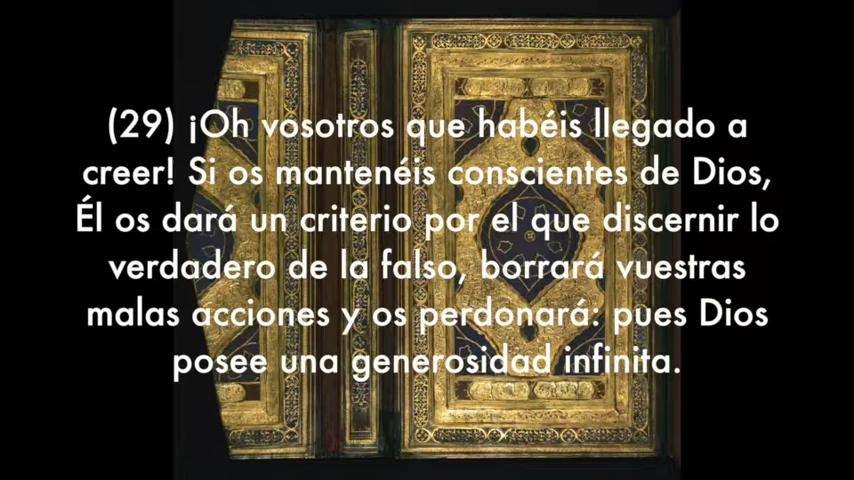 (29) ¡Oh vosotros que habéis llegado a
creer! Si os mantenéis conscientes de Dios,
Él os dará un criterio por el que discernir lo
verdadero de la falso, borrará vuestras
malas acciones y os perdonará: pues Dios
posee una generosidad infinita.